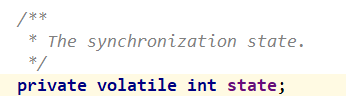 /**
* The synchronization state.
*/
private volatile int state;